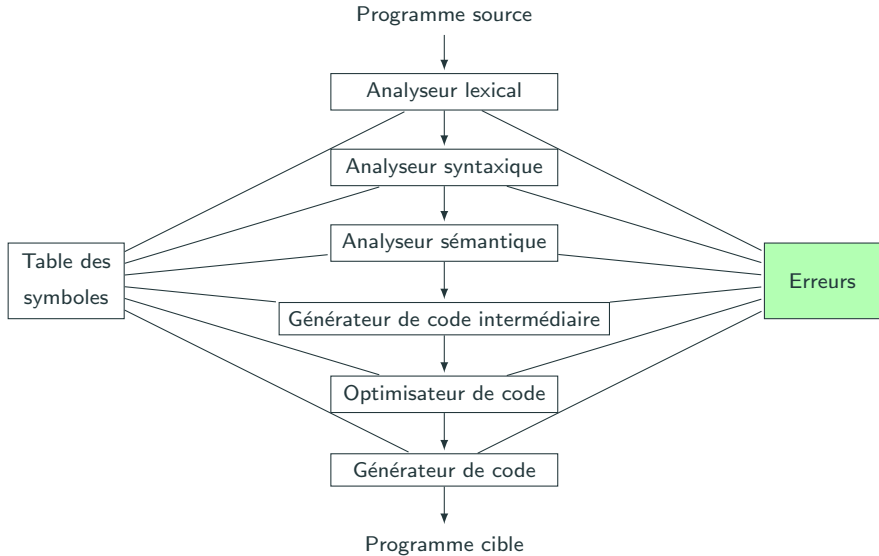 Programme source
Analyseur lexical
Analyseur syntaxique
Analyseur sémantique
Table des
symboles
Erreurs
Générateur de code intermédiaire
Optimisateur de code
Générateur de code
Programme cible